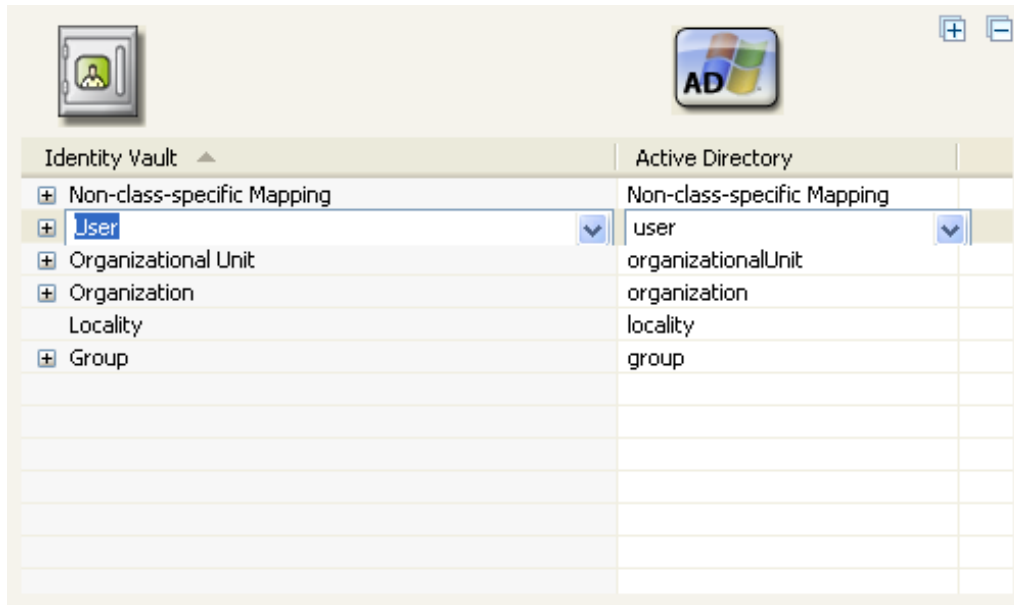 AD
Identity Vault Active Directory
Non-class-specific Mapping Non-class-specific Mapping
User user
Organizational Unit organizationalUnit
Organization organization
Locality locality
Group group